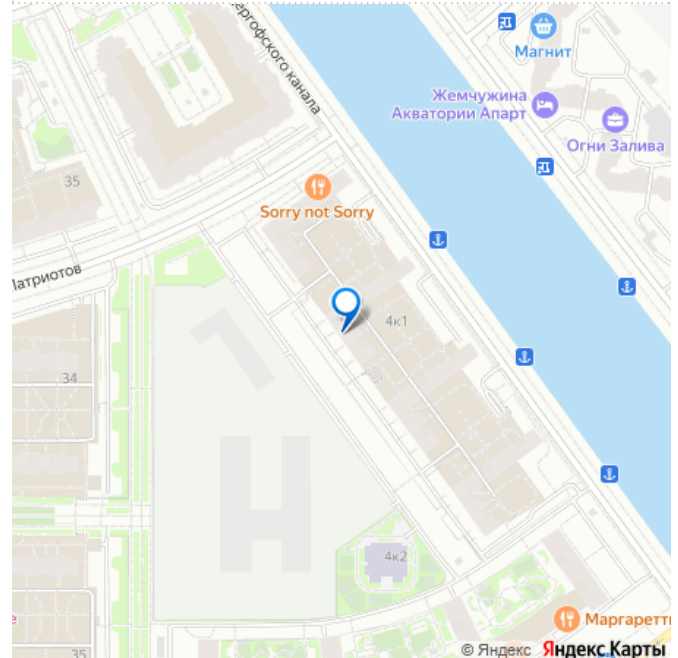 ергофского канала
Магнит
Жемчужина
Акватории Апарт
Огни Залива
35
Sorry not Sorry
Патриотов
4к1
34
4к2
Маргаретт
35
© Яндекс Яндекс Карты